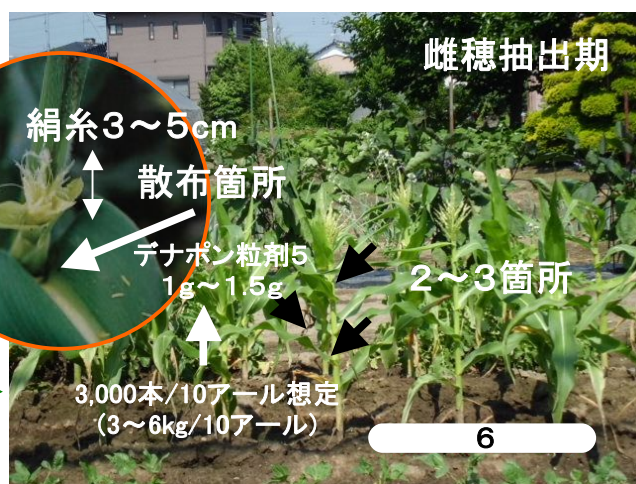 雌穂抽出期
絹糸3～5cm
散布箇所
デナポン粒剤5
1g～1.5g
2～3箇所
3,000本/10アール想定
（3～6kg/10アール）
6